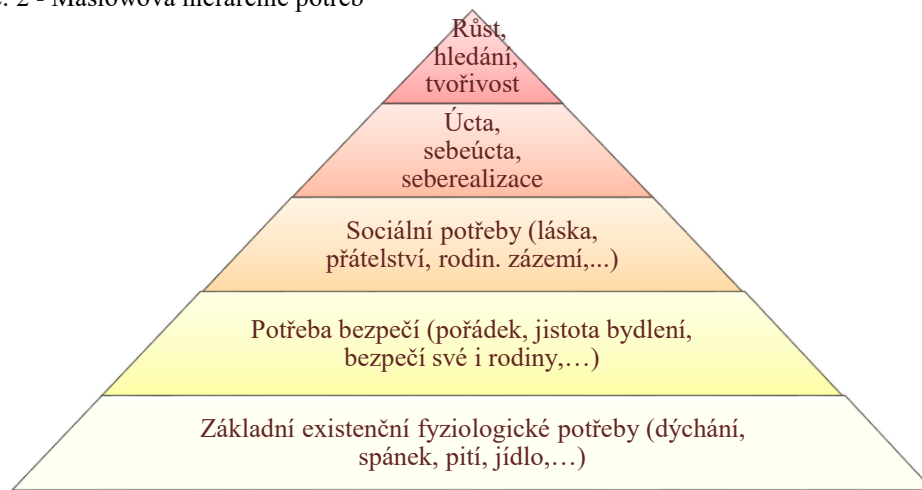 2 - Maslowova hierarchie potřeb
Růst,
hledání,
tvořivost
Úcta,
sebeúcta,
seberealizace
Sociální potřeby (láska,
přátelství, rodin. zázemí,...)
Potřeba bezpečí (pořádek, jistota bydlení,
bezpečí své i rodiny,…)
Základní existenční fyziologické potřeby (dýchání,
spánek, pití, jídlo,…)